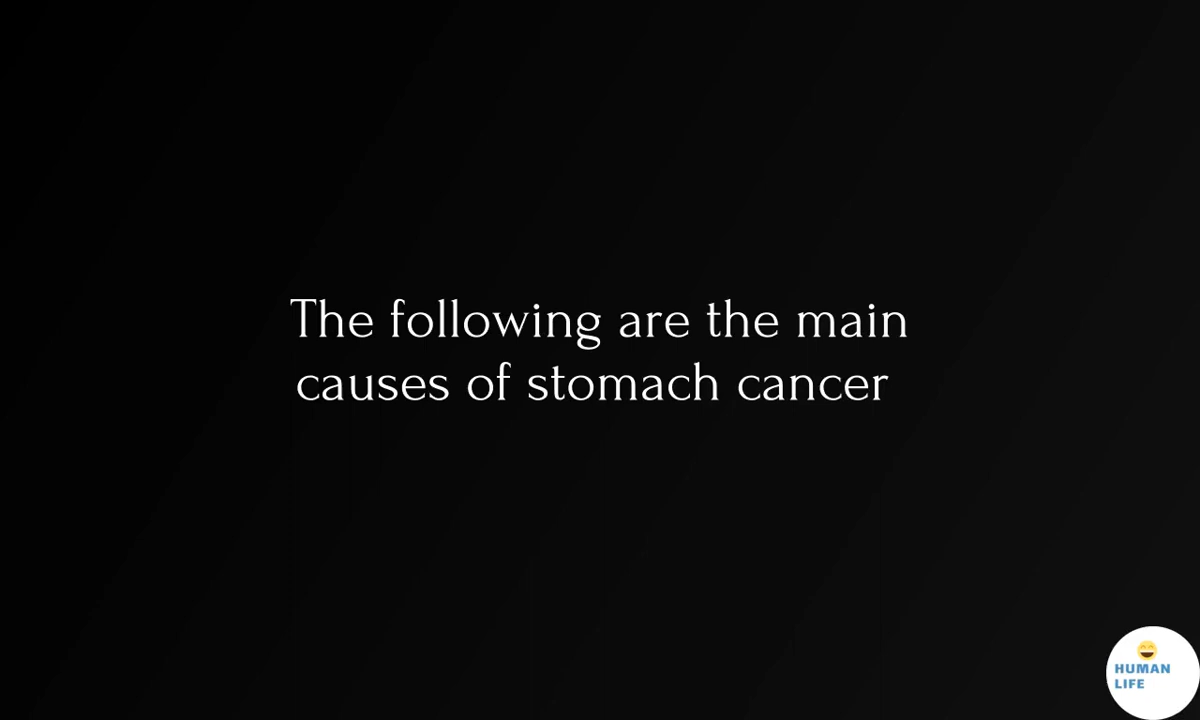 The following are the main
causes of stomach cancer
HUMAN
LIFE